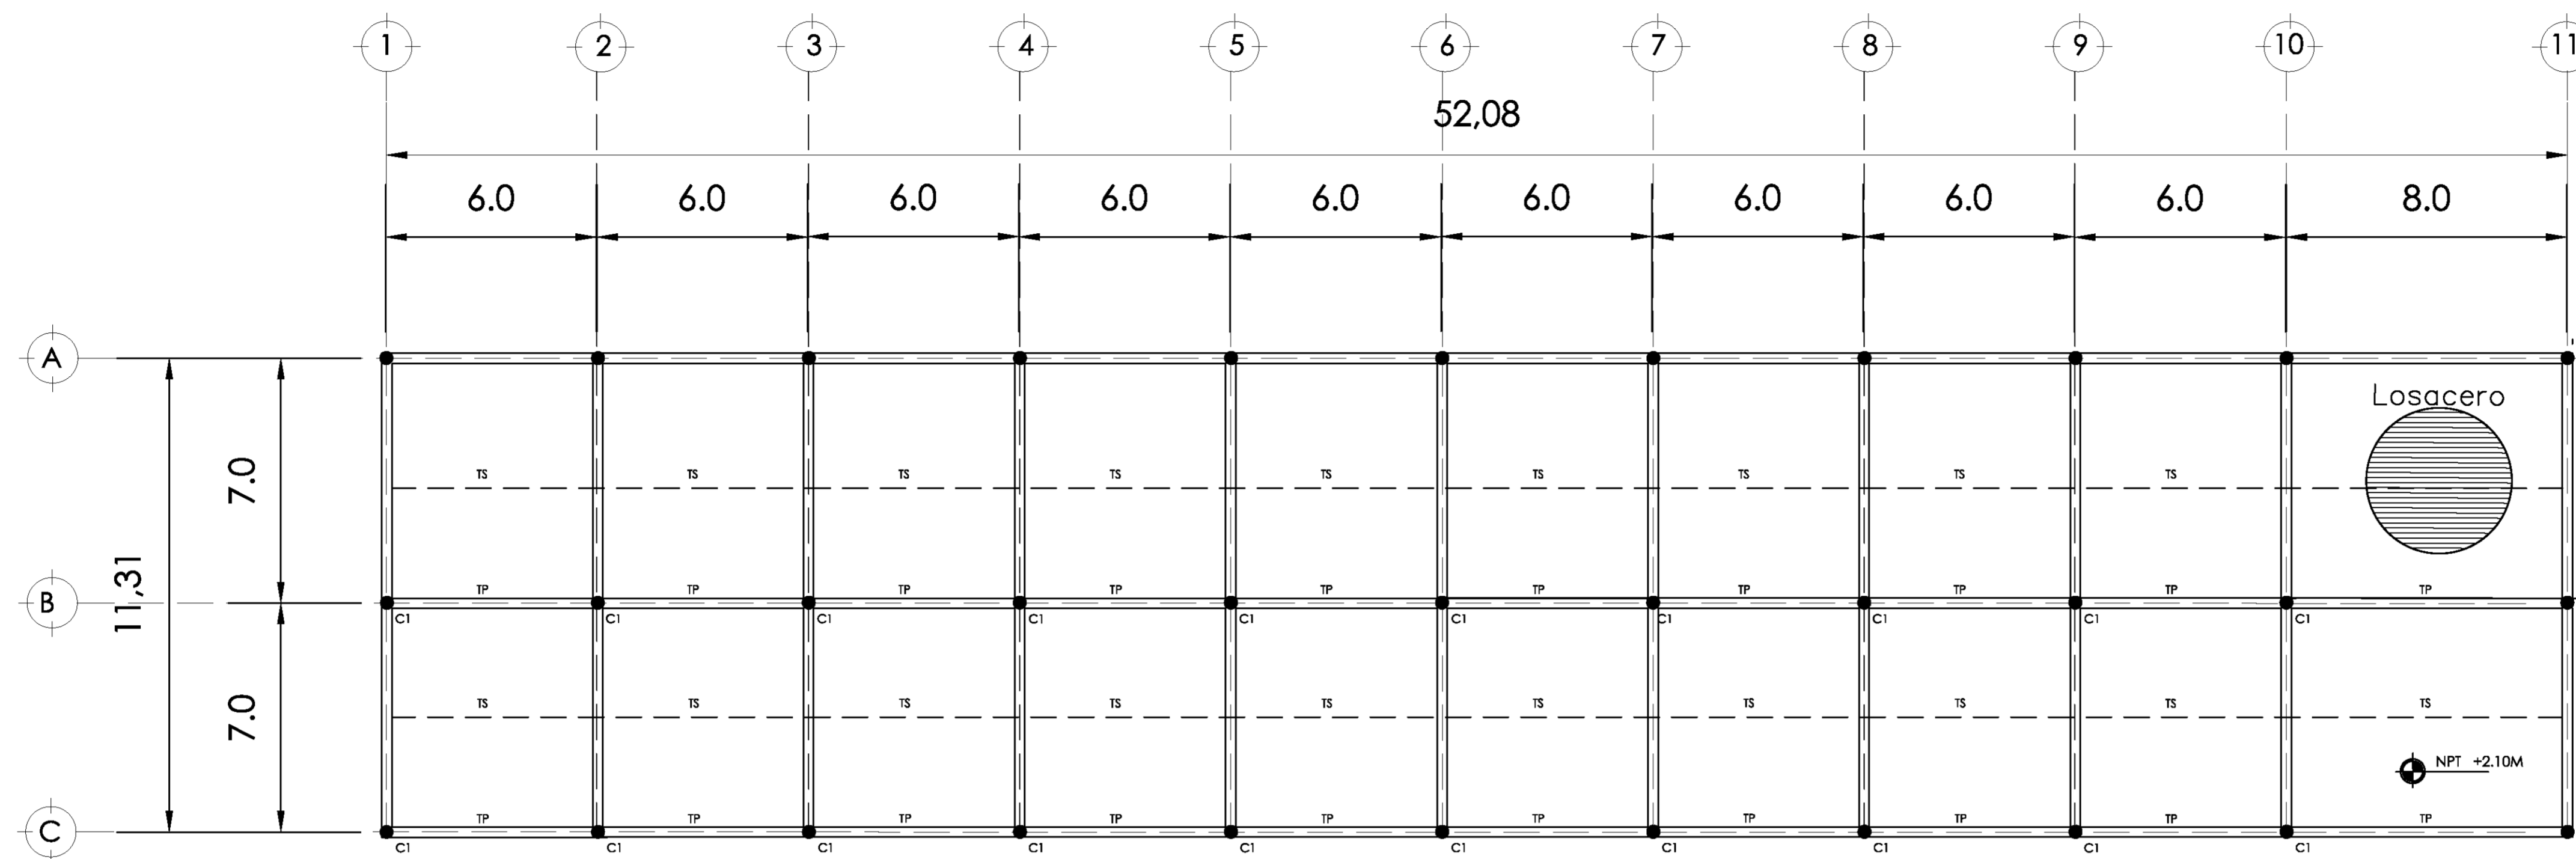 1 2 3 4 5 6 7 8 9 10 11
52,08
6.0 6.0 6.0 6.0 6.0 6.0 6.0 6.0 6.0 8.0
A
Losacero
7.0
TS TS TS TS TS TS TS TS TS
11,31
TP TP TP TP TP TP TP TP TP TP
B
C1 C1 C1 C1 C1 C1 C1 C1 C1 C1
7.0
TS TS TS TS TS TS TS TS TS TS
NPT +2.10M
TP TP TP TP TP TP TP TP TP TP
C
C1 C1 C1 C1 C1 C1 C1 C1 C1 C1